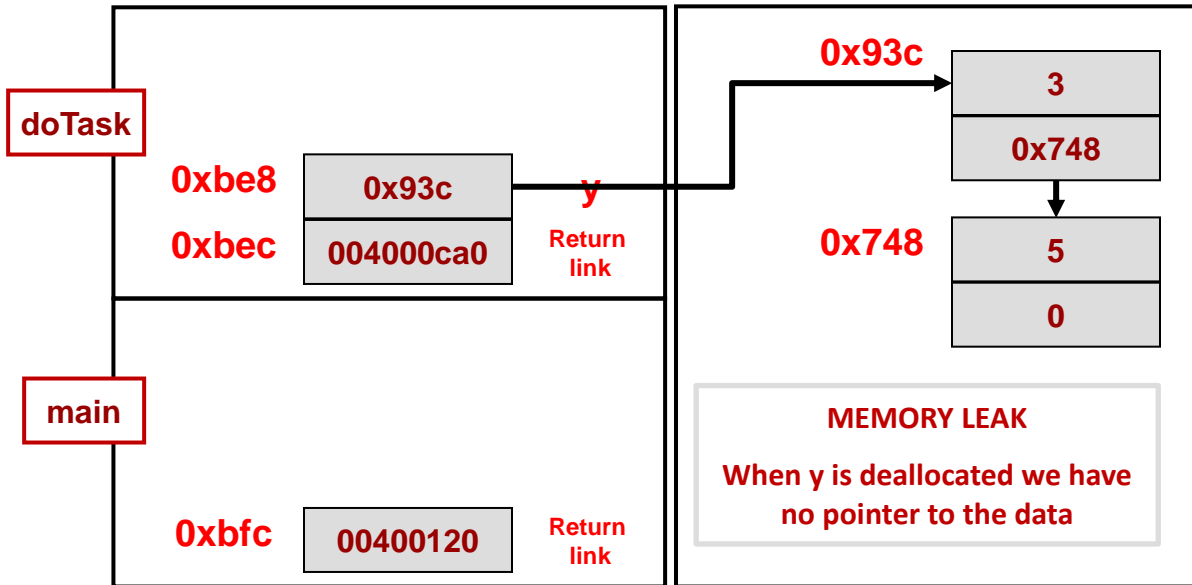 doTask
0xbe8
0x93c
y
0xbec
004000ca0
Return
link
main
0xbfc
00400120
Return
link
0x93c
3
0x748
0x748
5
0
MEMORY LEAK
When y is deallocated we have
no pointer to the data